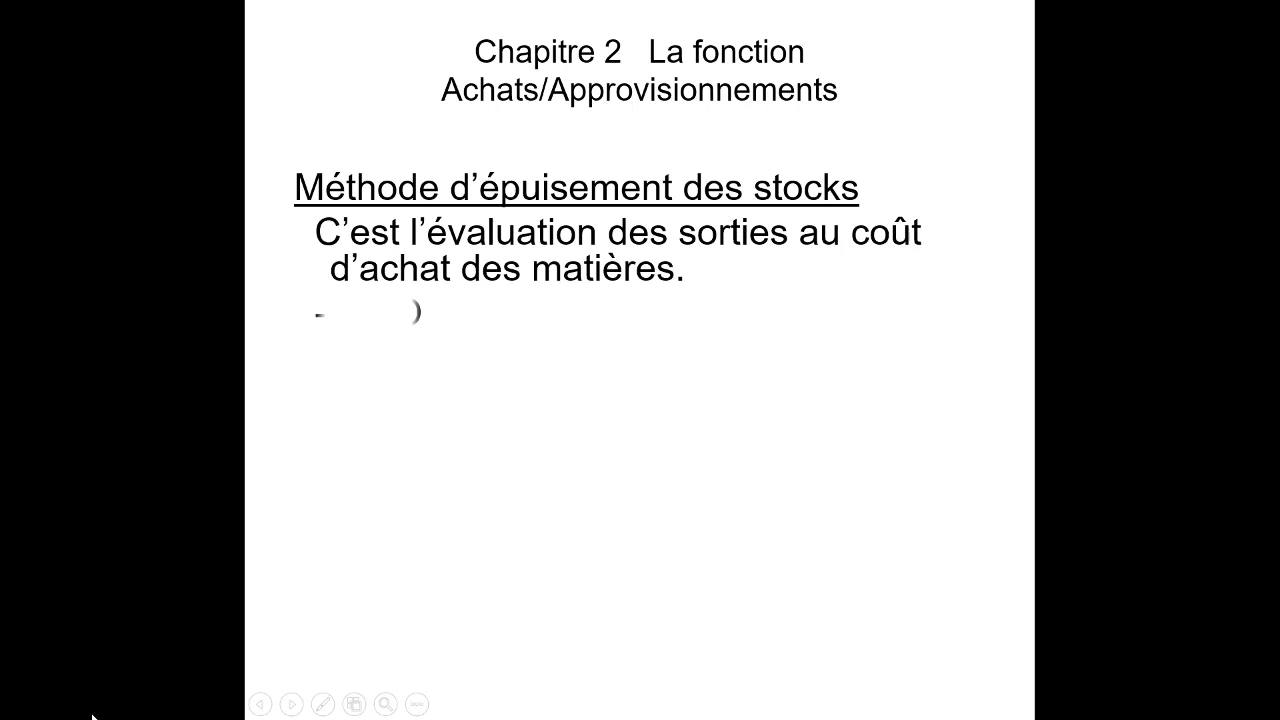 Chapitre 2 La fonction
Achats/Approvisionnements
Méthode d’épuisement des stocks
C’est l’évaluation des sorties au coût
d’achat des matières.
- )